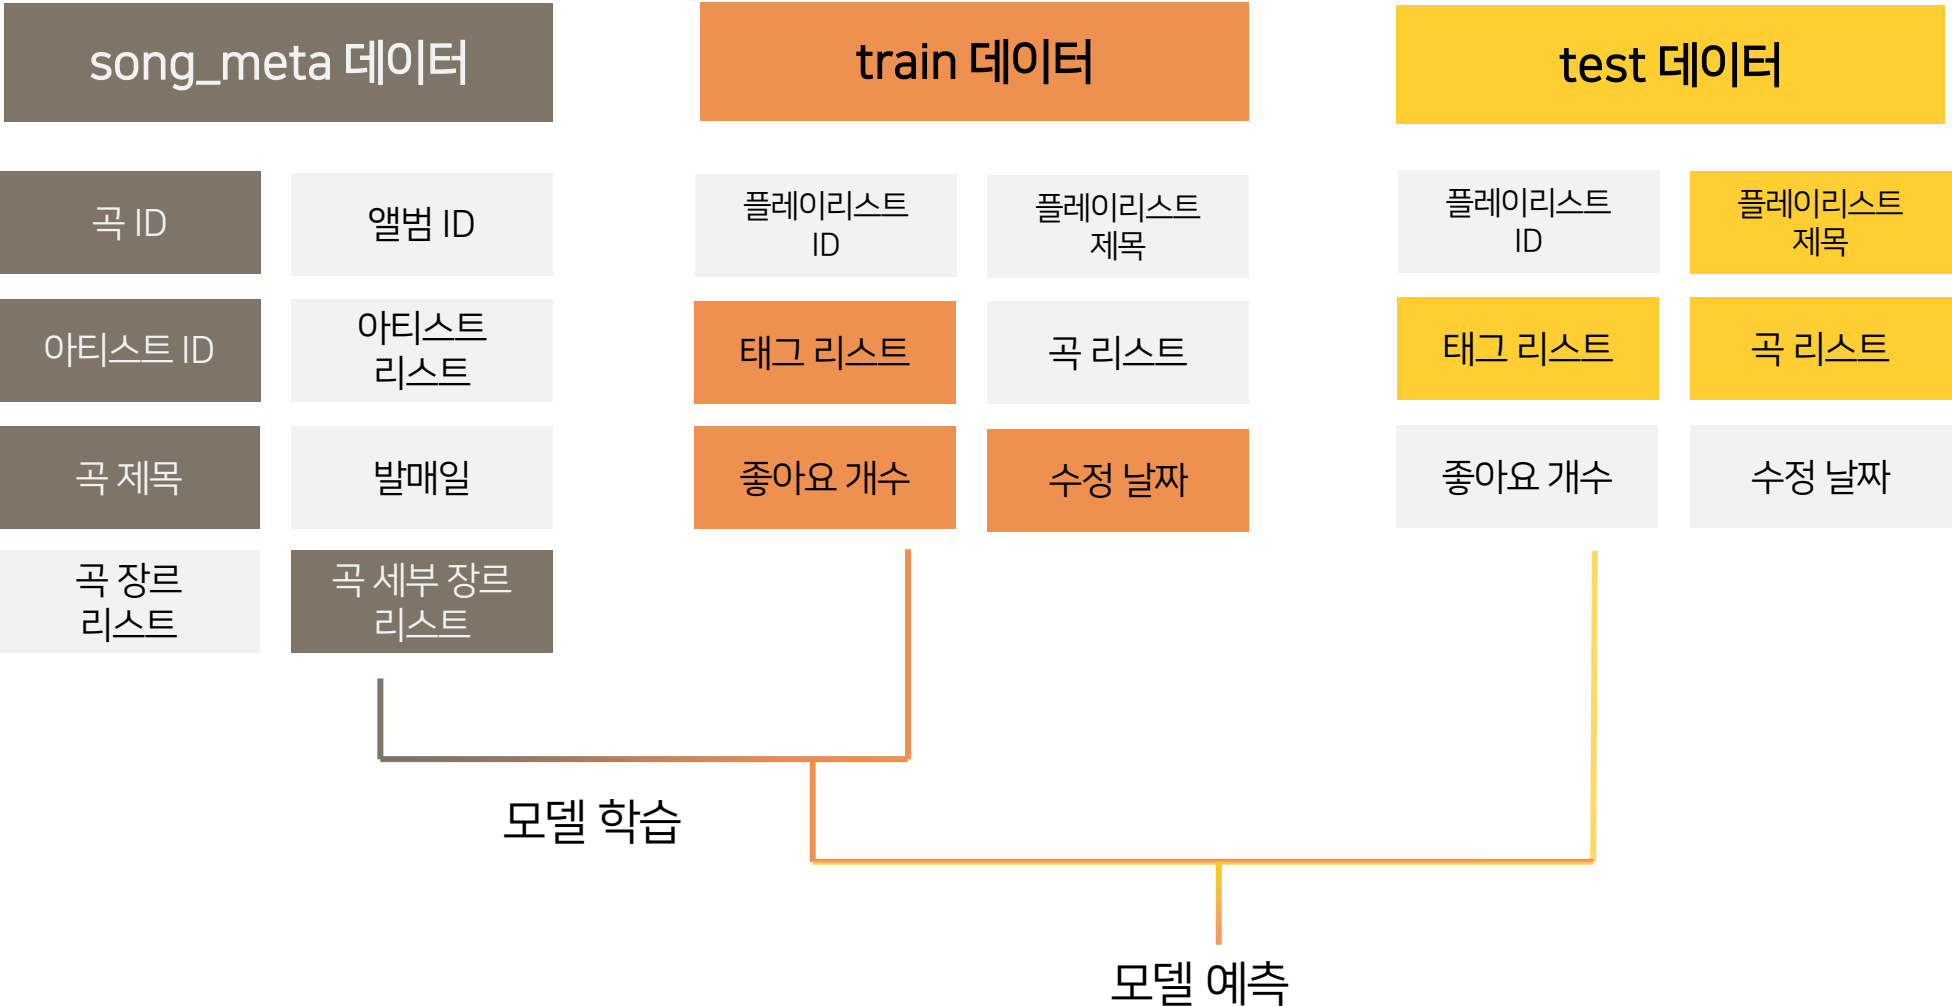 song_meta 데이터
곡 ID
앨범 ID
아티스트 ID
아티스트
리스트
곡 제목
발매일
곡 장르
리스트
곡 세부 장르
리스트
train 데이터
플레이리스트
ID
플레이리스트
제목
태그 리스트
곡 리스트
좋아요 개수
수정 날짜
test 데이터
플레이리스트
ID
플레이리스트
제목
태그 리스트
곡 리스트
좋아요 개수
수정 날짜
모델 학습
모델 예측